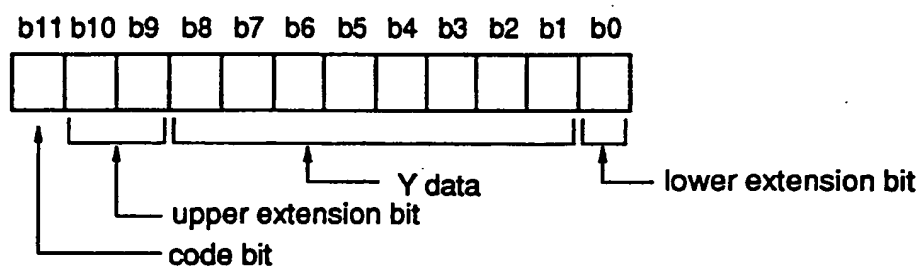 b11 b10 b9 b8 b7 b6 b5 b4 b3 b2 b1 b0
Y data
lower extension bit
upper extension bit
code bit